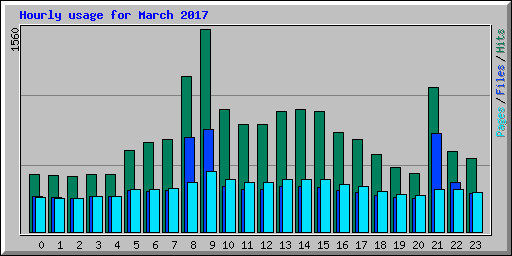 Hourly usage for March 2017
1560
Pages/Files/Hits
0 1 2 3 4 5 6 7 8 9 10 11 12 13 14 15 16 17 18 19 20 21 22 23